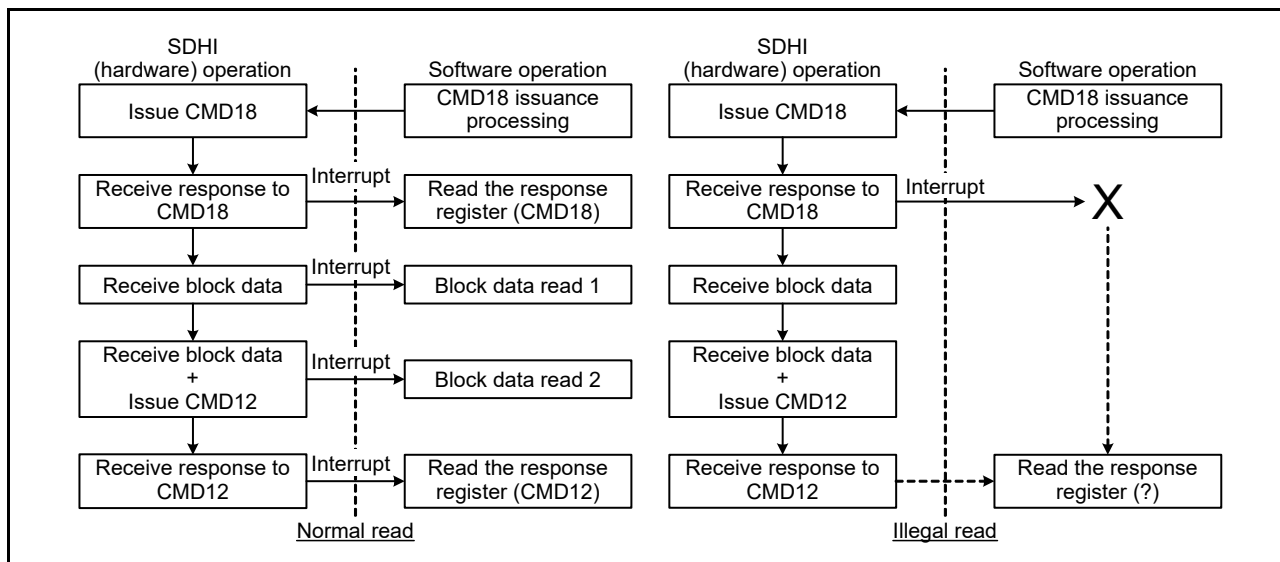 SDHI
(hardware) operation
Software operation
Issue CMD18
CMD18 issuance
processing
Interrupt
Receive response to
CMD18
Read the response
register (CMD18)
Interrupt
Receive block data
Block data read 1
Interrupt
Receive block data
+
Issue CMD12
Block data read 2
Interrupt
Receive response to
CMD12
Read the response
register (CMD12)
Normal read
SDHI
(hardware) operation
Software operation
Issue CMD18
CMD18 issuance
processing
Interrupt
Receive response to
CMD18
X
Receive block data
Receive block data
+
Issue CMD12
Receive response to
CMD12
Read the response
register (?)
Illegal read